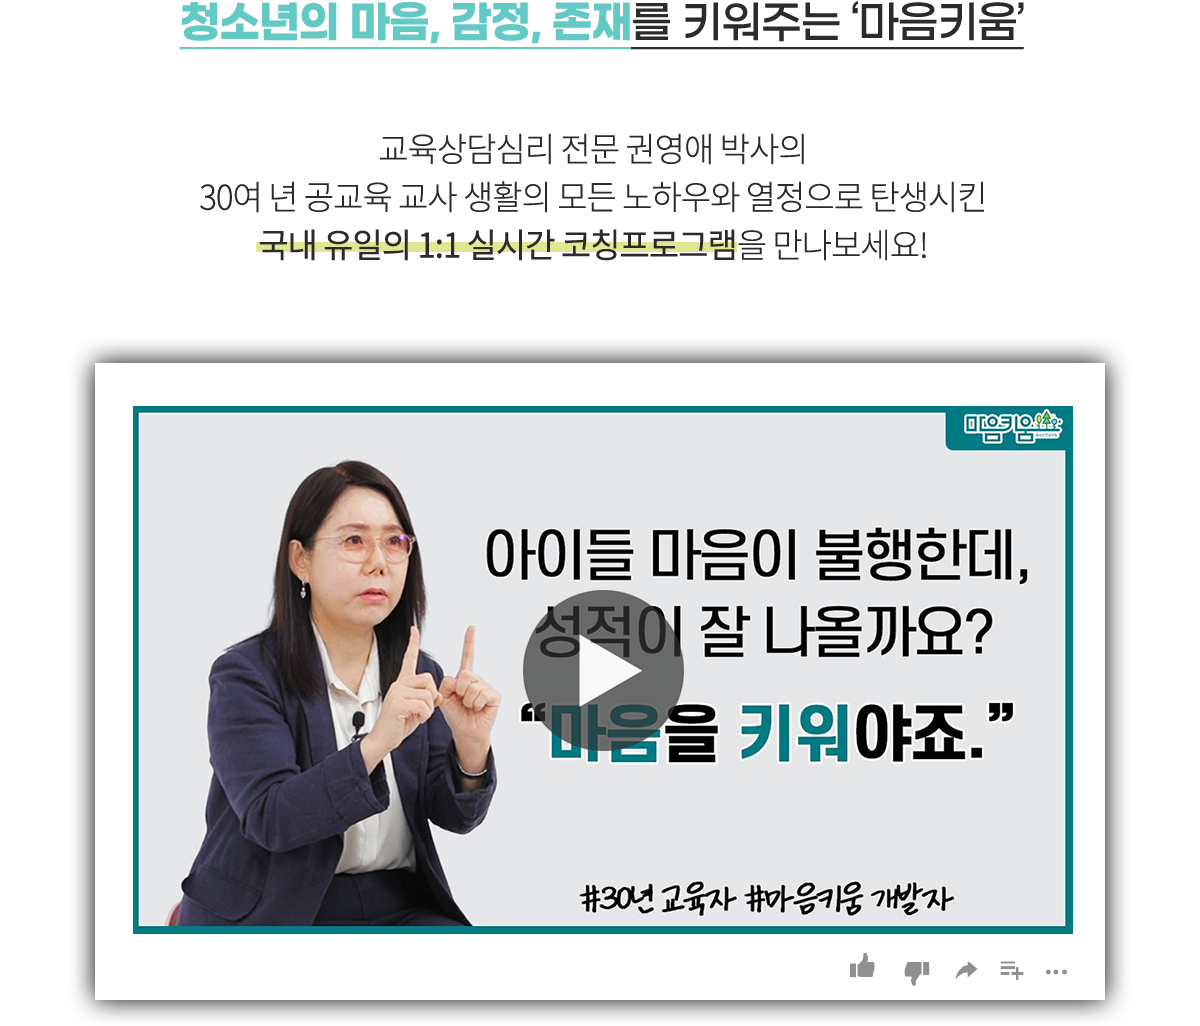 청소년의 마음, 감정, 존재를 키워주는 ‘마음키움’
교육상담심리 전문 권영애 박사의
30여 년 공교육 교사 생활의 모든 노하우와 열정으로 탄생시킨
국내 유일의 1:1 실시간 코칭프로그램을 만나보세요!
마음키움
아이들 마음이 불행한데,
성적이 잘 나올까요?
“마음을 키워야죠.”
#30년 교육자 #마음키움 개발자